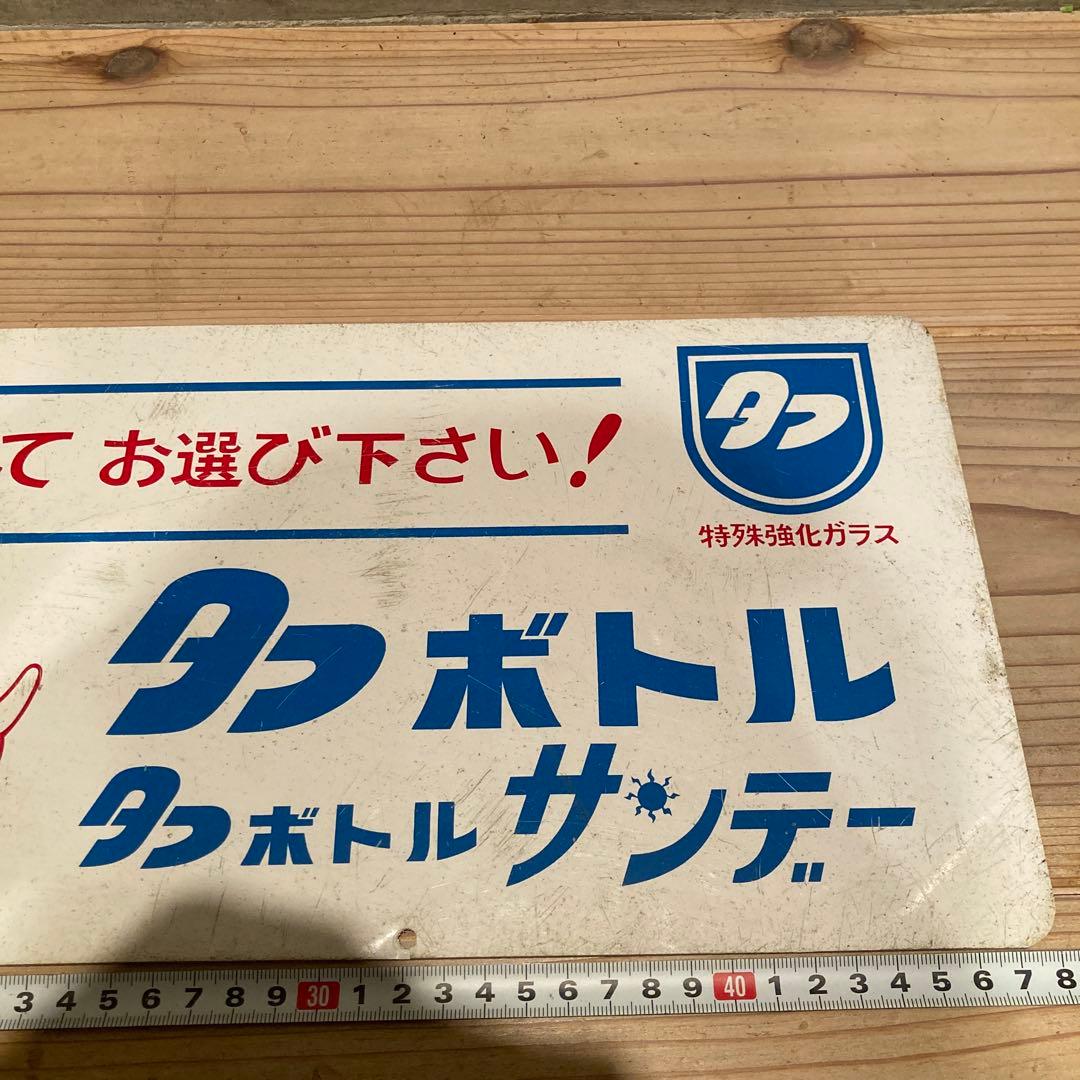 て お選び下さい!
タフ
特殊強化ガラス
タフボトル
タフボトルサンデー
3 4 5 6 7 8 9 30 1 2 3 4 5 6 7 8 9 40 1 2 3 4 5 6 7 8